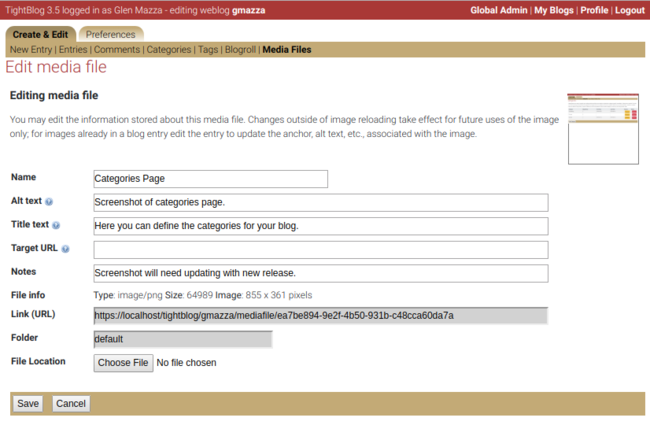 TightBlog 3.5 logged in as Glen Mazza - editing weblog gmazza
Global Admin | My Blogs | Profile | Logout
Create & Edit Preferences
New Entry | Entries | Comments | Categories | Tags | Blogroll | Media Files
Edit media file
Editing media file
You may edit the information stored about this media file. Changes outside of image reloading take effect for future uses of the image
only; for images already in a blog entry edit the entry to update the anchor, alt text, etc., associated with the image.
Name Categories Page
Alt text ? Screenshot of categories page.
Title text ? Here you can define the categories for your blog.
Target URL ?
Notes Screenshot will need updating with new release.
File info Type: image/png Size: 64989 Image: 855 x 361 pixels
Link (URL) https://localhost/tightblog/gmazza/mediafile/ea7be894-9e2f-4b50-931b-c48cca60da7a
Folder default
File Location Choose File No file chosen
Save Cancel